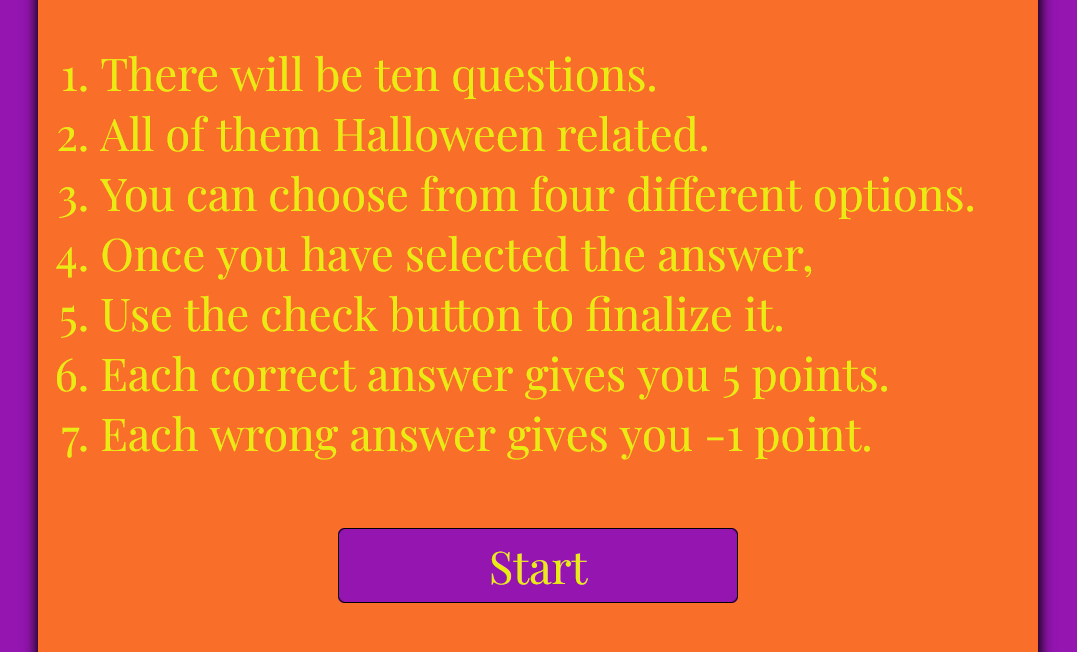 1. There will be ten questions.
2. All of them Halloween related.
3. You can choose from four different options.
4. Once you have selected the answer,
5. Use the check button to finalize it.
6. Each correct answer gives you 5 points.
7. Each wrong answer gives you -1 point.
Start